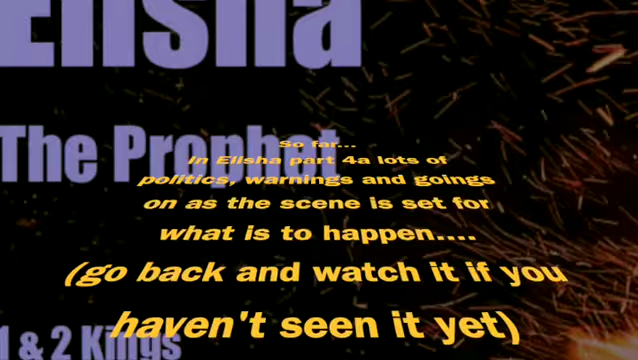 Elisha
The Prophet
So far...
in Elisha part 4a lots of
politics, warnings and goings
on as the scene is set for
what is to happen....
(go back and watch it if you
haven't seen it yet)
1 & 2 Kings